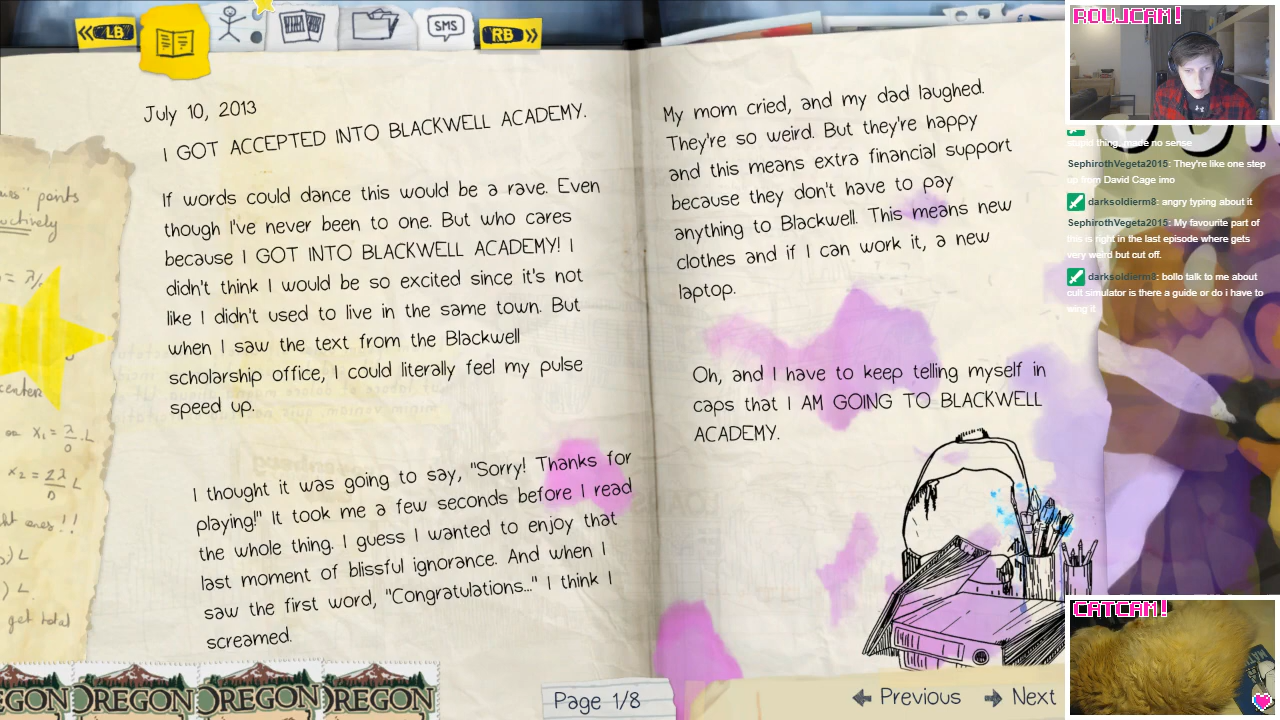 LB
SMS
RB
July 10, 2013
I GOT ACCEPTED INTO BLACKWELL ACADEMY.
If words could dance this would be a rave. Even
though I've never been to one. But who cares
because I GOT INTO BLACKWELL ACADEMY! I
didn't think I would be so excited since it's not
like I didn't used to live in the same town. But
when I saw the text from the Blackwell
scholarship office, I could literally feel my pulse
speed up.
I thought it was going to say, "Sorry! Thanks for
playing!" It took me a few seconds before I read
the whole thing. I guess I wanted to enjoy that
last moment of blissful ignorance. And when I
saw the first word, "Congratulations..." I think I
screamed.
My mom cried, and my dad laughed.
They're so weird. But they're happy
and this means extra financial support
because they don't have to pay
anything to Blackwell. This means new
clothes and if I can work it, a new
laptop.
Oh, and I have to keep telling myself in
caps that I AM GOING TO BLACKWELL
ACADEMY.
OREGON OREGON OREGON
Page 1/8
Previous
Next
points
get total
ROUJCAM!
stupid thing, made no sense
SephirothVegeta2015: They're like one step
up from David Cage imo
darksoldierm8: angry typing about it
SephirothVegeta2015: My favourite part of
this is right in the last episode where gets
very weird but cut off.
darksoldierm8: bollo talk to me about
cult simulator is there a guide or do i have to
wing it
CATCAM!